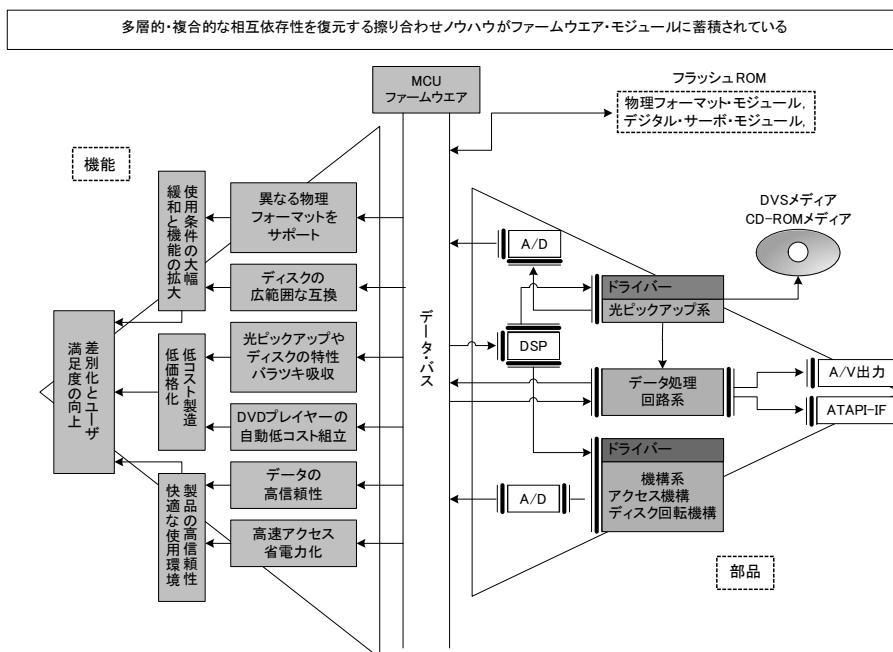 多層的・複合的な相互依存性を復元する擦り合わせノウハウがファームウエア・モジュールに蓄積されている
MCU
ファームウエア
フラッシュROM
物理フォーマット・モジュール,
デジタル・サーボ・モジュール,
機能
使用条件の大幅
緩和と機能の拡大
異なる物理
フォーマットを
サポート
ディスクの
広範囲な互換
差別化とユーザ
満足度の向上
低コスト製造
低価格化
光ピックアップや
ディスクの特性
バラツキ吸収
DVDプレイヤーの
自動低コスト組立
製品の高信頼性
快適な使用環境
データの
高信頼性
高速アクセス
省電力化
データ・バス
DVSメディア
CD-ROMメディア
A/D
ドライバー
光ピックアップ系
DSP
データ処理
回路系
A/V出力
ATAPI-IF
ドライバー
機構系
アクセス機構
ディスク回転機構
A/D
部品